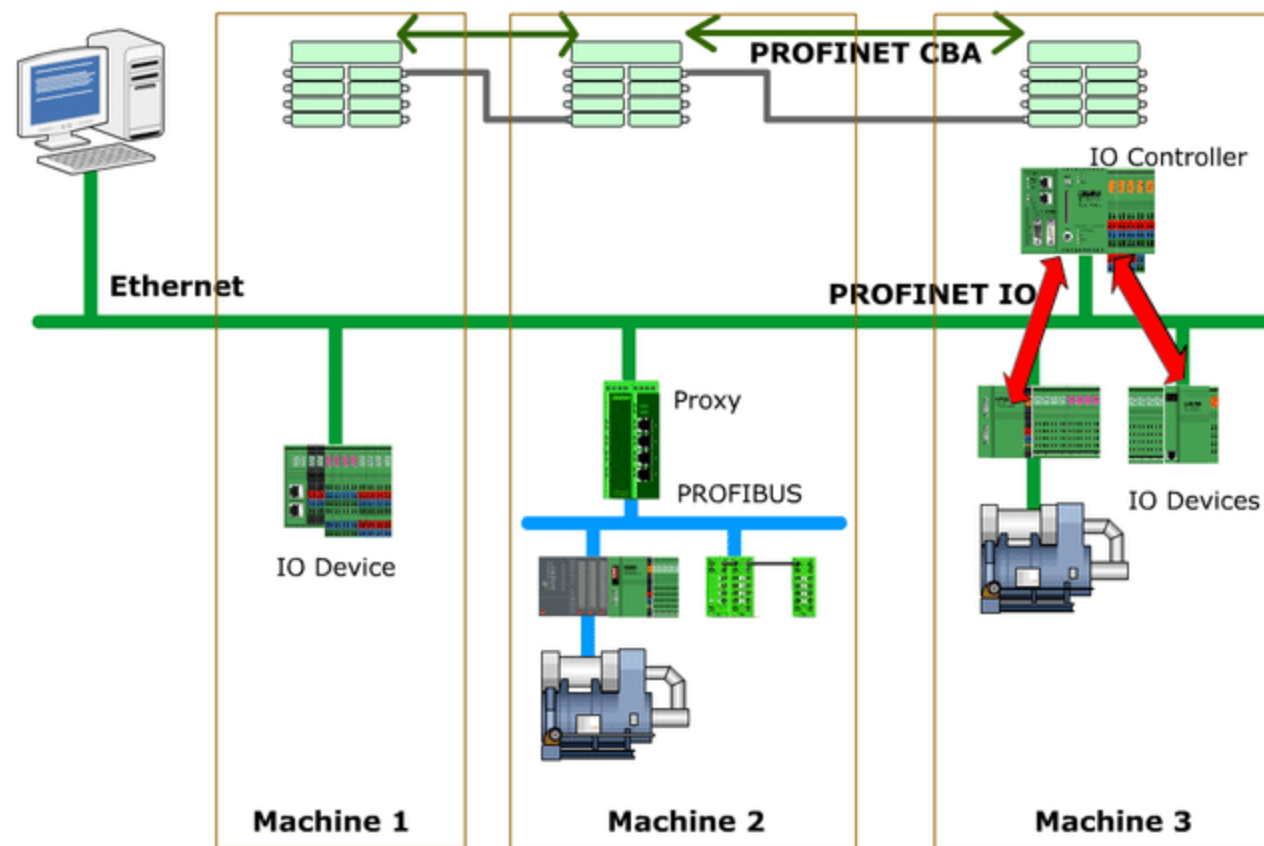 PROFINET CBA
IO Controller
Ethernet
PROFINET IO
Proxy
PROFIBUS
IO Devices
IO Device
Machine 1
Machine 2
Machine 3